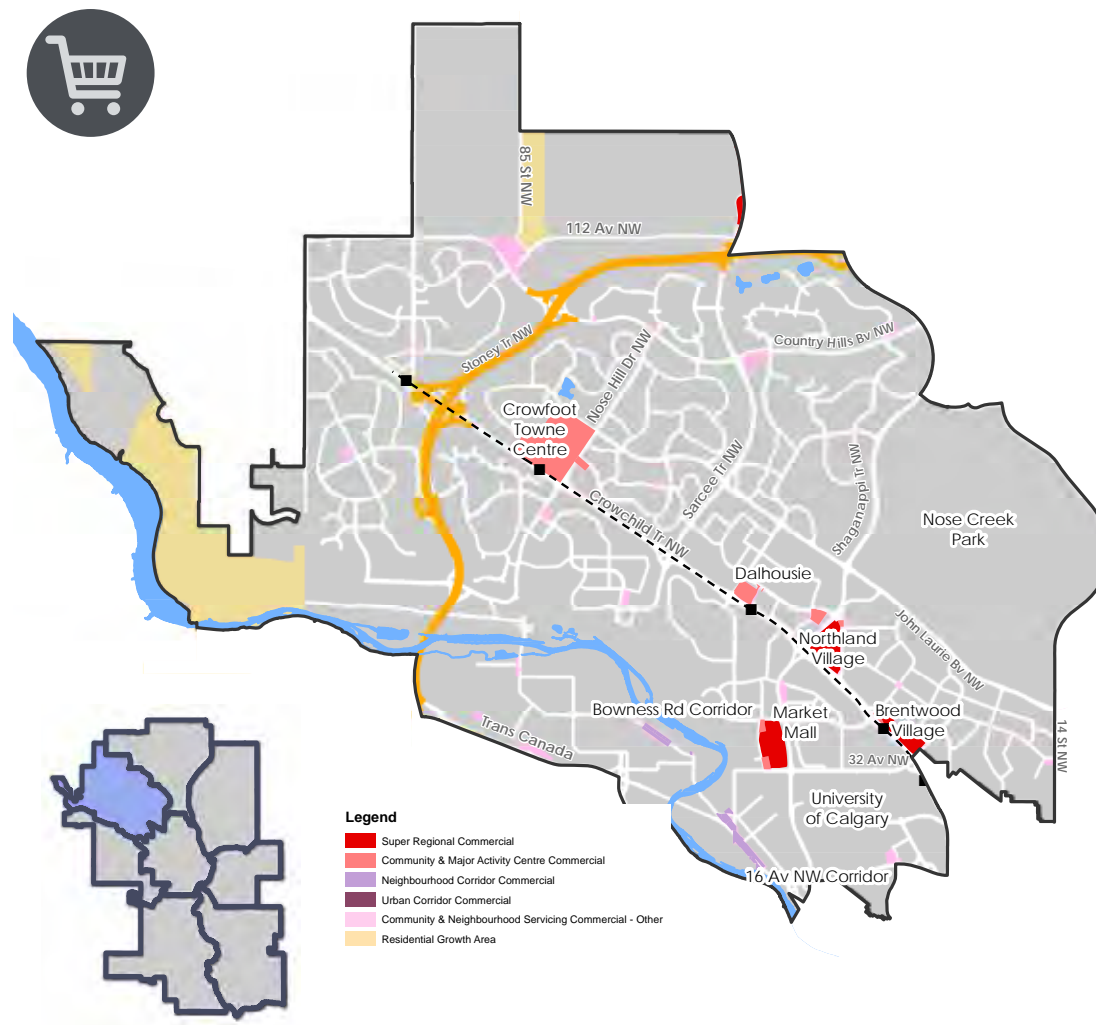 85 St NW
112 Av NW
Stoney Tr NW
Country Hills Bv NW
Nose Hill Dr NW
Crowfoot
Towne
Centre
Sarcee Tr NW
Shaganappi Tr NW
Crowchild Tr NW
Nose Creek
Park
Dalhousie
John Laurie Bv NW
Northland
Village
Bowness Rd Corridor
Market
Mall
Brentwood
Village
Trans Canada
32 Av NW
14 St NW
University
of Calgary
16 Av NW Corridor
Legend
Super Regional Commercial
Community & Major Activity Centre Commercial
Neighbourhood Corridor Commercial
Urban Corridor Commercial
Community & Neighbourhood Servicing Commercial - Other
Residential Growth Area